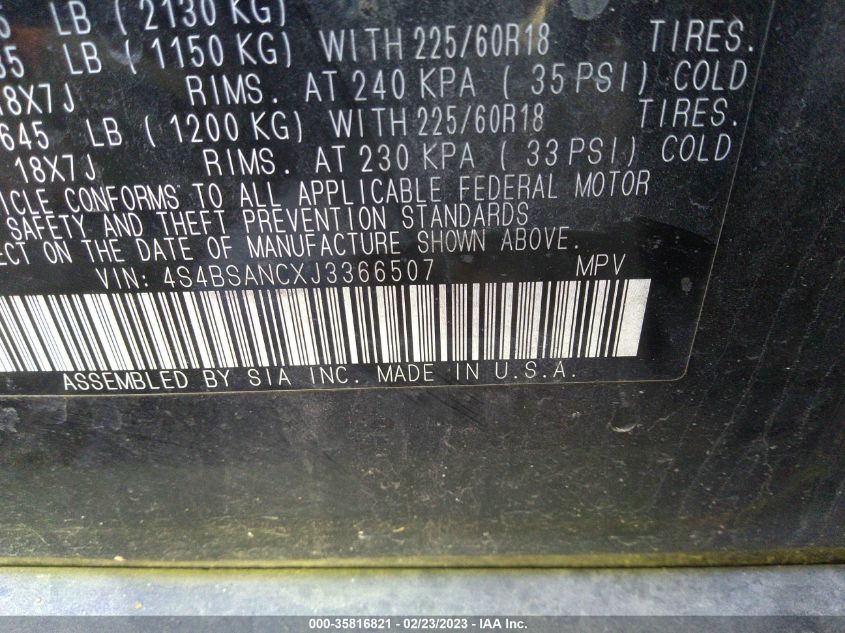 LB ( 2130 KG)
LB ( 1150 KG) WITH 225/60R18 TIRES.
18X7J RIMS. AT 240 KPA ( 35 PSI) COLD
645 LB ( 1200 KG) WITH 225/60R18 TIRES.
18X7J RIMS. AT 230 KPA ( 33 PSI) COLD
ICLE CONFORMS TO ALL APPLICABLE FEDERAL MOTOR
SAFETY AND THEFT PREVENTION STANDARDS
ECT ON THE DATE OF MANUFACTURE SHOWN ABOVE.
VIN: 4S4BSANCXJ3366507 MPV
ASSEMBLED BY SIA INC. MADE IN U.S.A.
000-35816821 - 02/23/2023 - IAA Inc.